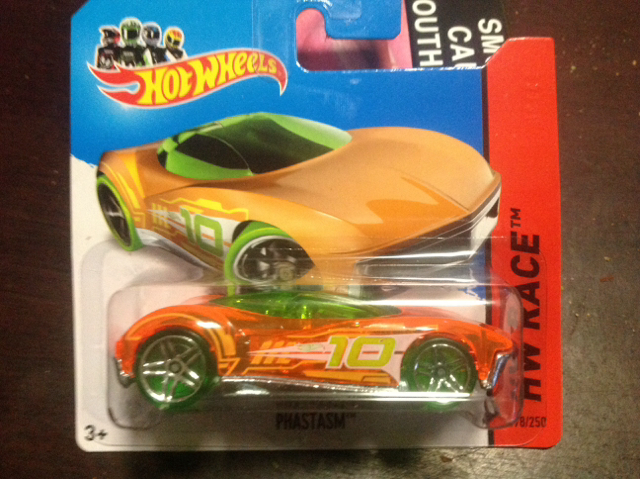 HOT WHEELS
SM
CA
OUTH
10
10
PHASTASM™
3+
HW RACE™
/250